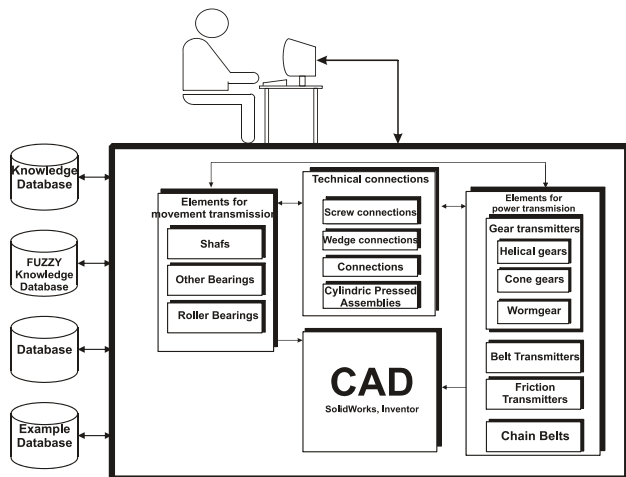 Knowledge
Database
FUZZY
Knowledge
Database
Database
Example
Database
Elements for
movement transmission
Shafs
Other Bearings
Roller Bearings
Technical connections
Screw connections
Wedge connections
Connections
Cylindric Pressed
Assemblies
CAD
SolidWorks, Inventor
Elements for
power transmision
Gear transmitters
Helical gears
Cone gears
Wormgear
Belt Transmitters
Friction
Transmitters
Chain Belts